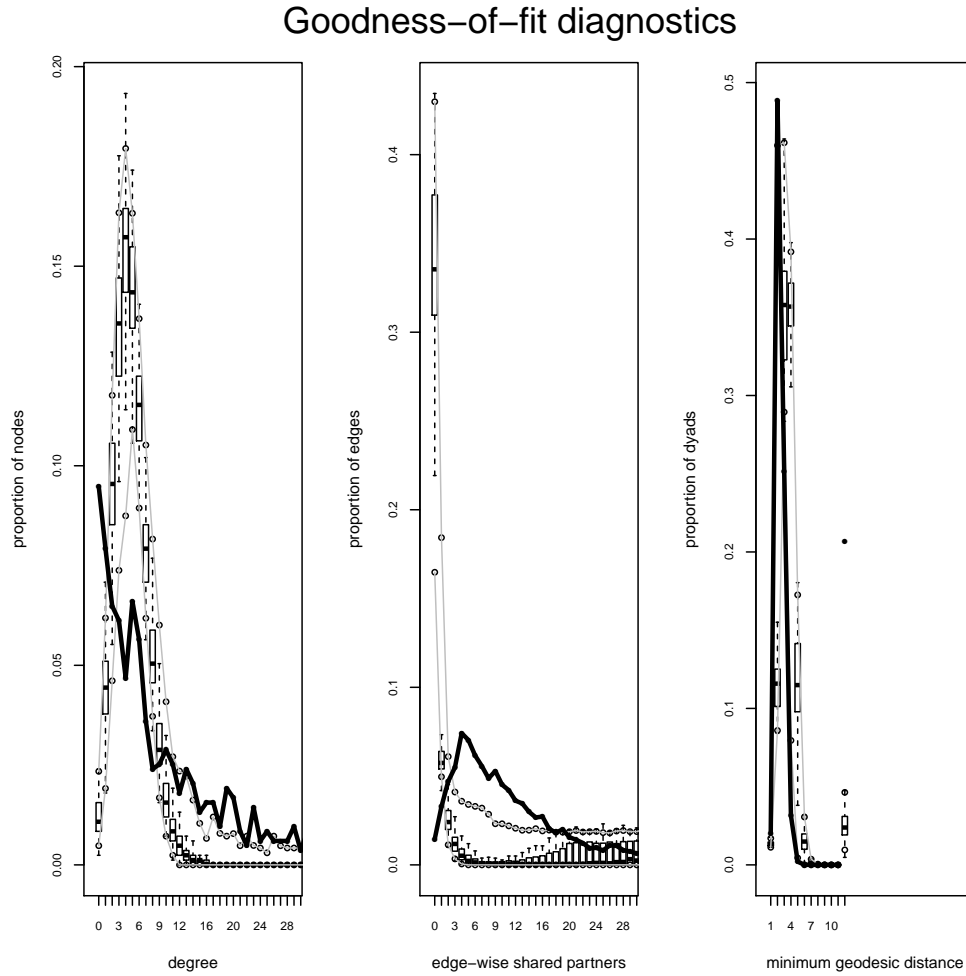 Goodness−of−fit diagnostics
proportion of nodes
0.00 0.05 0.10 0.15 0.20
0 3 6 9 12 16 20 24 28
degree
proportion of edges
0.0 0.1 0.2 0.3 0.4
0 3 6 9 12 16 20 24 28
edge−wise shared partners
proportion of dyads
0.0 0.1 0.2 0.3 0.4 0.5
1 4 7 10
minimum geodesic distance